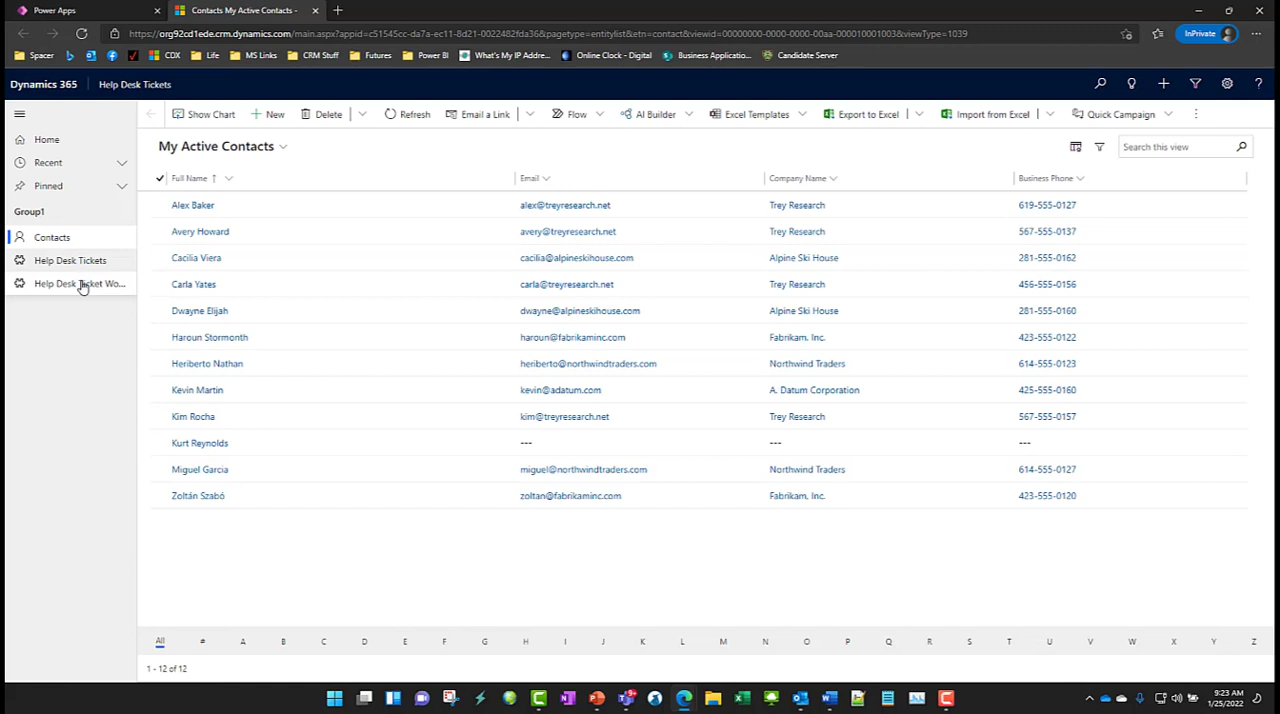 Power Apps
Contacts My Active Contacts -
https://org92cd1ede.crm.dynamics.com/main.aspx?appid=c51545cc-da7a-ec11-8d21-0022482fda36&pagetype=entitylist&etn=contact&viewid=00000000-0000-0000-00aa-000010001003&viewType=1039
InPrivate
Spacer
CDX
Life
MS Links
CRM Stuff
Futures
Power BI
What's My IP Addre...
Online Clock - Digital
Business Applicatio...
Candidate Server
Dynamics 365
Help Desk Tickets
Show Chart
New
Delete
Refresh
Email a Link
Flow
AI Builder
Excel Templates
Export to Excel
Import from Excel
Quick Campaign
Home
Recent
Pinned
Group1
Contacts
Help Desk Tickets
Help Desk Ticket Wo...
My Active Contacts
Search this view
Full Name Email Company Name Business Phone
Alex Baker alex@treyresearch.net Trey Research 619-555-0127
Avery Howard avery@treyresearch.net Trey Research 567-555-0137
Cacilia Viera cacilia@alpineskihouse.com Alpine Ski House 281-555-0162
Carla Yates carla@treyresearch.net Trey Research 456-555-0156
Dwayne Elijah dwayne@alpineskihouse.com Alpine Ski House 281-555-0160
Haroun Stormonth haroun@fabrikaminc.com Fabrikam, Inc. 423-555-0122
Heriberto Nathan heriberto@northwindtraders.com Northwind Traders 614-555-0123
Kevin Martin kevin@adatum.com A. Datum Corporation 425-555-0160
Kim Rocha kim@treyresearch.net Trey Research 567-555-0157
Kurt Reynolds --- --- ---
Miguel Garcia miguel@northwindtraders.com Northwind Traders 614-555-0127
Zoltán Szabó zoltan@fabrikaminc.com Fabrikam, Inc. 423-555-0120
All # A B C D E F G H I J K L M N O P Q R S T U V W X Y Z
1 - 12 of 12
9:23 AM
1/25/2022